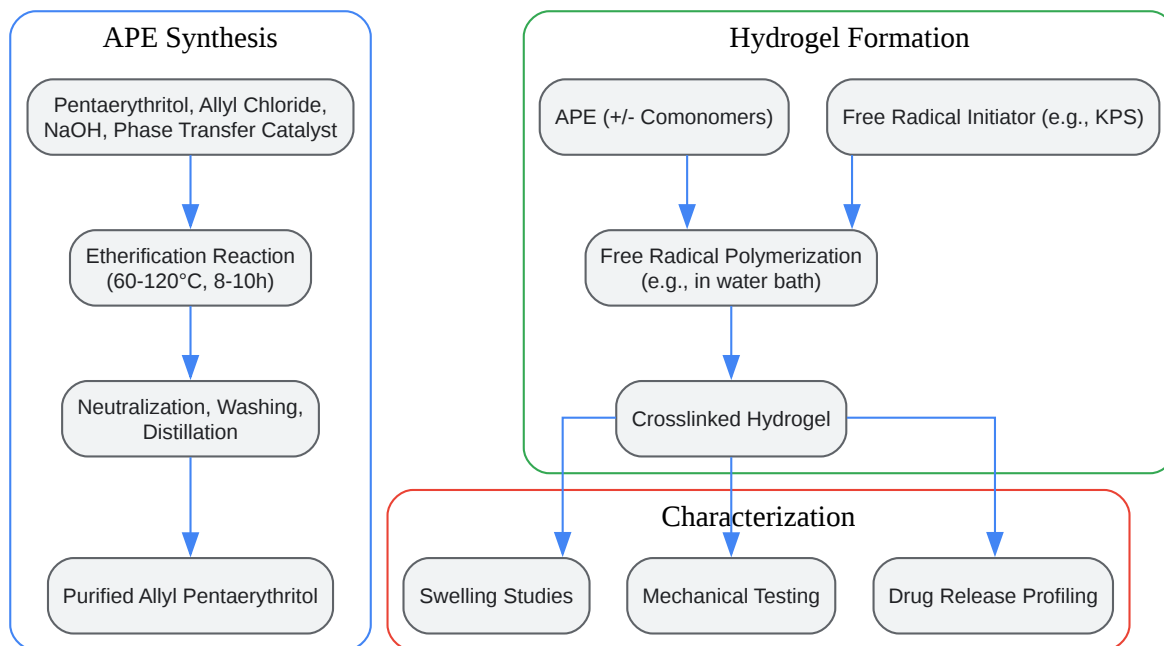 APE Synthesis
Pentaerythritol, Allyl Chloride,
NaOH, Phase Transfer Catalyst
Etherification Reaction
(60-120°C, 8-10h)
Neutralization, Washing,
Distillation
Purified Allyl Pentaerythritol
Hydrogel Formation
APE (+/- Comonomers)
Free Radical Initiator (e.g., KPS)
Free Radical Polymerization
(e.g., in water bath)
Crosslinked Hydrogel
Characterization
Swelling Studies
Mechanical Testing
Drug Release Profiling